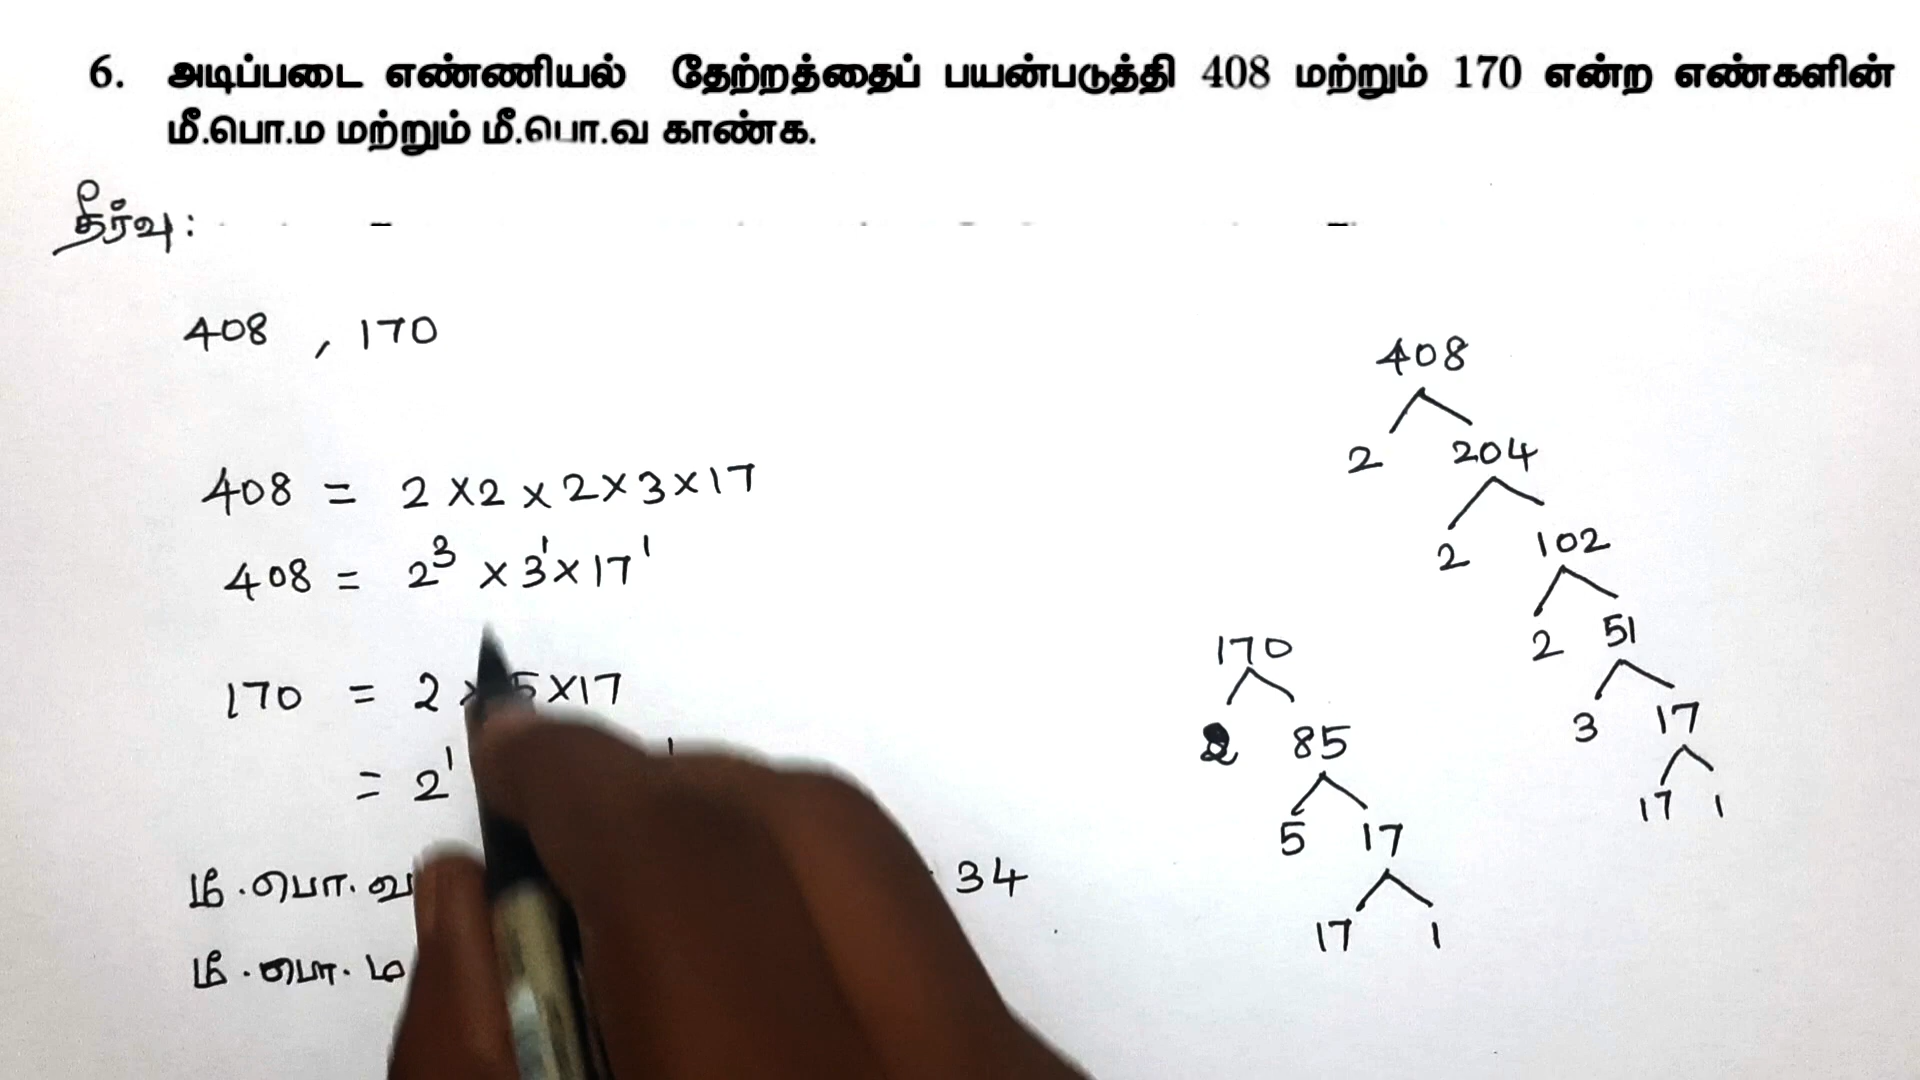 6. அடிப்படை எண்ணியல் தேற்றத்தைப் பயன்படுத்தி 408 மற்றும் 170 என்ற எண்களின்
மீ.பொ.ம மற்றும் மீ.பொ.வ காண்க.
தீர்வு:
408 , 170
408 = 2 × 2 × 2 × 3 × 17
408 = 2³ × 3¹ × 17¹
170 = 2 × 5 × 17
= 2¹
மீ.பொ.வ 34
மீ.பொ.ம
408
2 204
2 102
2 51
3 17
17 1
170
2 85
5 17
17 1